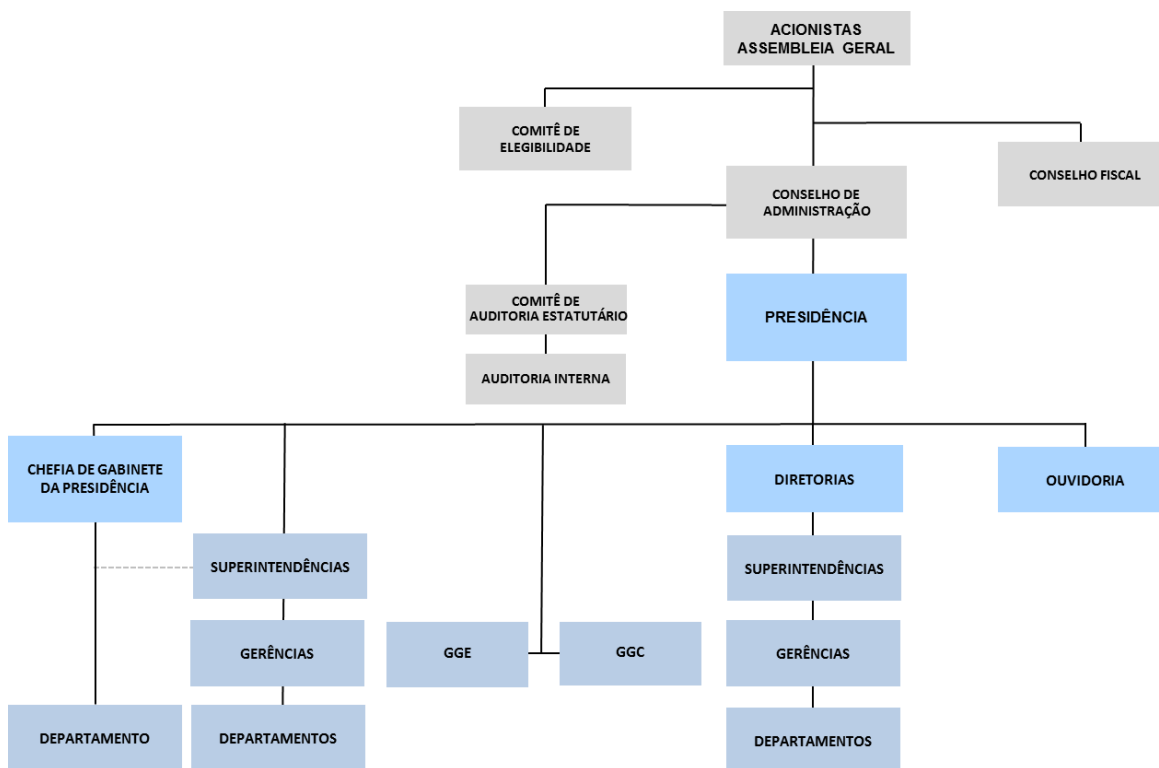 ACIONISTAS
ASSEMBLEIA GERAL
COMITÊ DE
ELEGIBILIDADE
CONSELHO FISCAL
CONSELHO DE
ADMINISTRAÇÃO
COMITÊ DE
AUDITORIA ESTATUTÁRIO
PRESIDÊNCIA
AUDITORIA INTERNA
CHEFIA DE GABINETE
DA PRESIDÊNCIA
DIRETORIAS
OUVIDORIA
SUPERINTENDÊNCIAS
SUPERINTENDÊNCIAS
GERÊNCIAS
GGE
GGC
GERÊNCIAS
DEPARTAMENTO
DEPARTAMENTOS
DEPARTAMENTOS